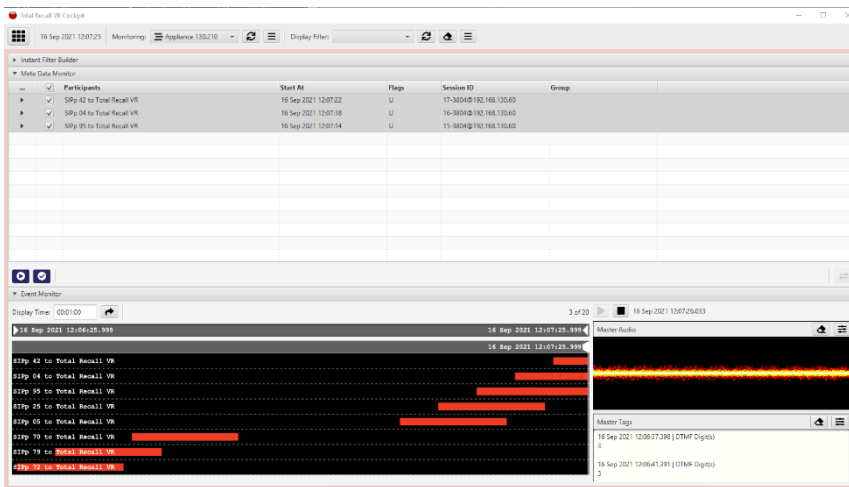 Total Recall VR Cockpit
16 Sep 2021 12:07:25 Monitoring: Appliance 130.210 Display Filter:
Instant Filter Builder
Meta Data Monitor
... Participants Start At Flags Session ID Group
SIPp 42 to Total Recall VR 16 Sep 2021 12:07:22 U 17-3804@192.168.130.60
SIPp 04 to Total Recall VR 16 Sep 2021 12:07:18 U 16-3804@192.168.130.60
SIPp 95 to Total Recall VR 16 Sep 2021 12:07:14 U 15-3804@192.168.130.60
Event Monitor
Display Time: 00:01:00 3 of 20 16 Sep 2021 12:07:26.033
16 Sep 2021 12:06:25.999 16 Sep 2021 12:07:25.999 Master Audio
16 Sep 2021 12:07:25.999
SIPp 42 to Total Recall VR
SIPp 04 to Total Recall VR
SIPp 95 to Total Recall VR
SIPp 25 to Total Recall VR
SIPp 05 to Total Recall VR
SIPp 70 to Total Recall VR
SIPp 79 to Total Recall VR
SIPp 72 to Total Recall VR
Master Tags
16 Sep 2021 12:06:37.390 | DTMF Digit(s)
3
16 Sep 2021 12:06:41.391 | DTMF Digit(s)
3